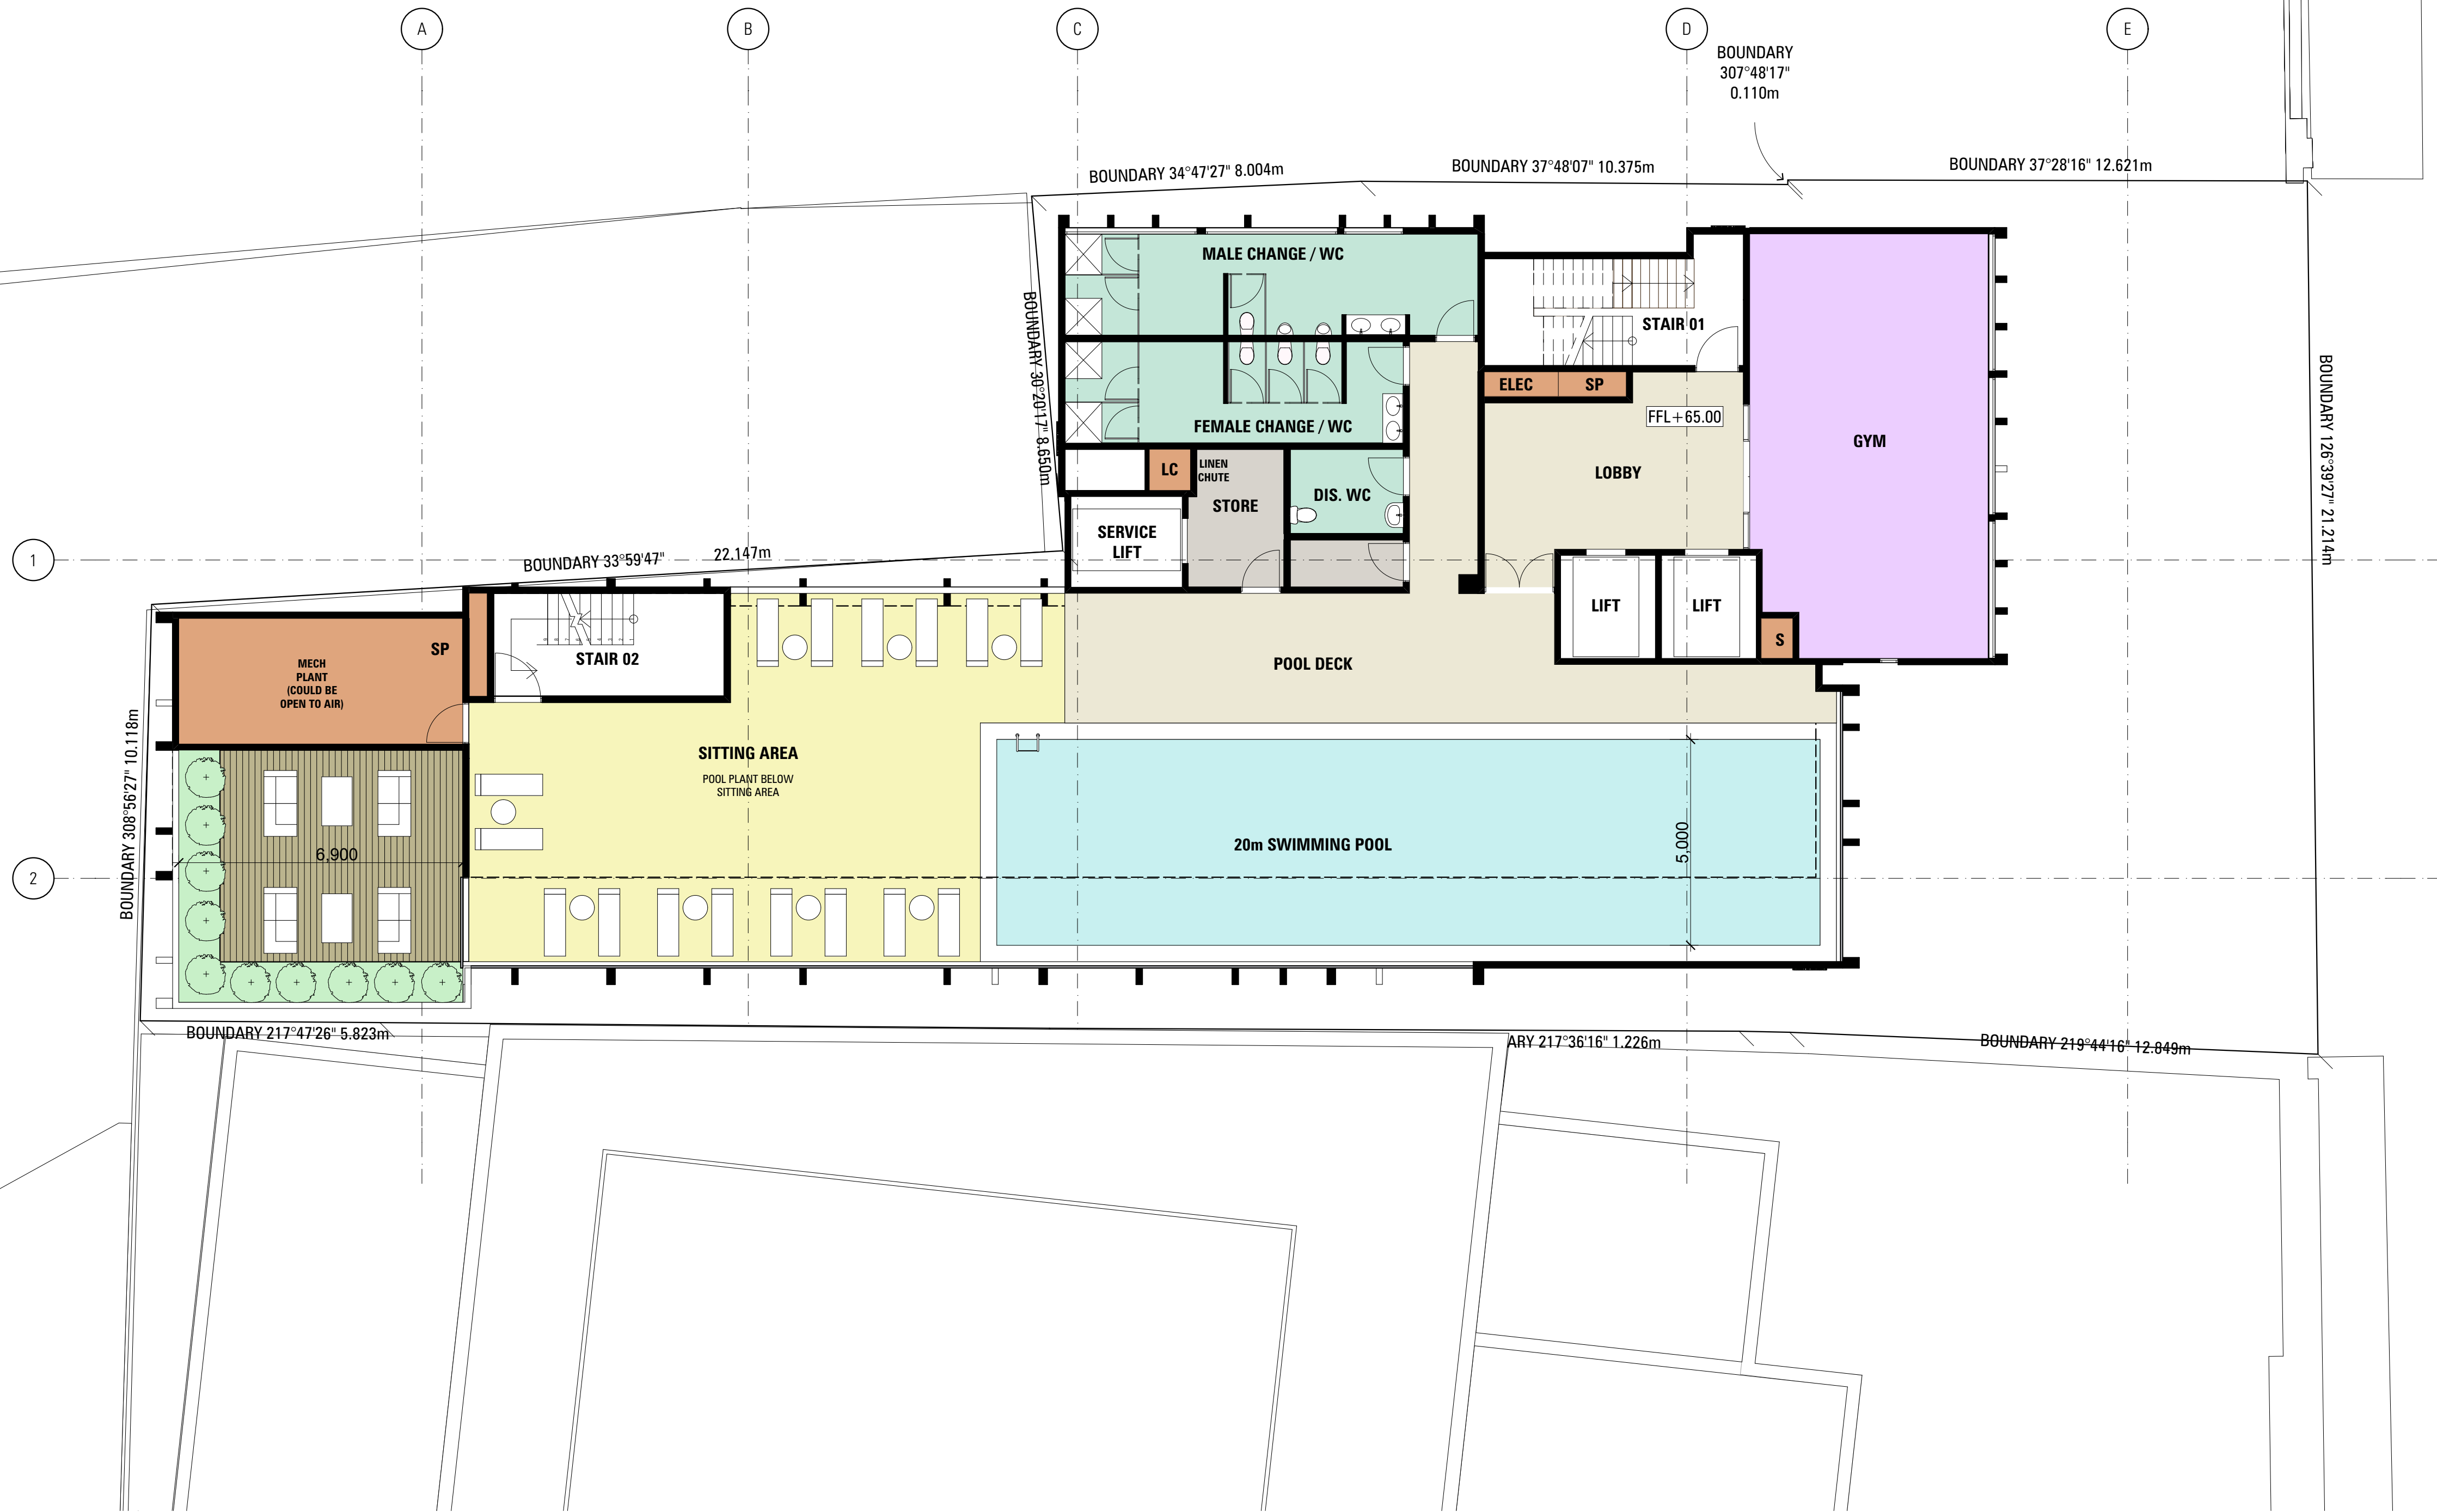 A
B
C
D
E
BOUNDARY
307°48'17"
0.110m
BOUNDARY 34°47'27" 8.004m
BOUNDARY 37°48'07" 10.375m
BOUNDARY 37°28'16" 12.621m
MALE CHANGE / WC
BOUNDARY 30°20'17" 8.650m
STAIR 01
BOUNDARY 126°39'27" 21.214m
ELEC
SP
FFL+65.00
FEMALE CHANGE / WC
GYM
LC
LINEN
CHUTE
LOBBY
DIS. WC
STORE
SERVICE
LIFT
1
BOUNDARY 33°59'47"
22.147m
LIFT
LIFT
S
SP
STAIR 02
MECH
PLANT
(COULD BE
OPEN TO AIR)
POOL DECK
BOUNDARY 308°56'27" 10.118m
SITTING AREA
POOL PLANT BELOW
SITTING AREA
6,900
20m SWIMMING POOL
5,000
2
BOUNDARY 217°47'26" 5.823m
ARY 217°36'16" 1.226m
BOUNDARY 219°44'16" 12.849m